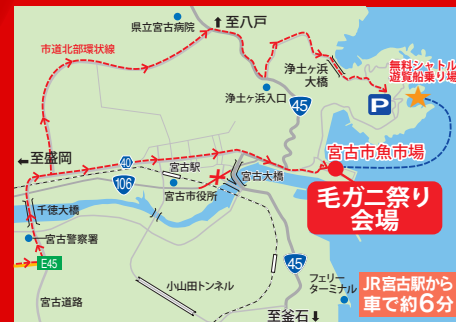 県立宮古病院
↑至八戸
市道北部環状線
浄土ヶ浜
大橋
無料シャトル
遊覧船乗り場
浄土ヶ浜入口
P
45
←至盛岡
宮古市魚市場
40
宮古駅
106
宮古大橋
宮古市役所
毛ガニ祭り
会場
千徳大橋
宮古警察署
E45
45
フェリー
ターミナル
JR宮古駅から
車で約6分
小山田トンネル
宮古道路
至釜石↓